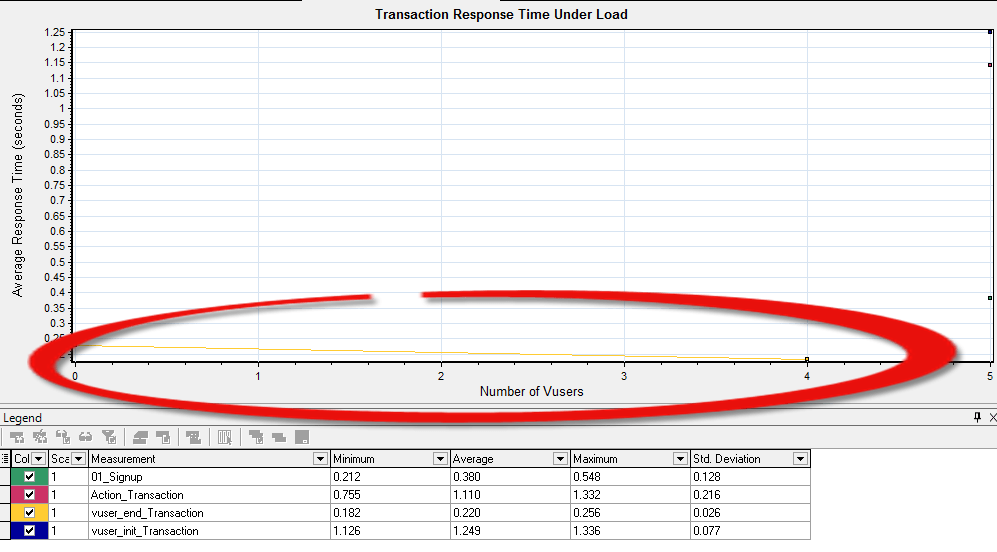 Transaction Response Time Under Load
Average Response Time (seconds)
1.25
1.2
1.15
1.1
1.05
1
0.95
0.9
0.85
0.8
0.75
0.7
0.65
0.6
0.55
0.5
0.45
0.4
0.35
0.3
0.25
0 1 2 3 4 5
Number of Vusers
Legend
Col Sca Measurement Minimum Average Maximum Std. Deviation
1 01_Signup 0.212 0.380 0.548 0.128
1 Action_Transaction 0.755 1.110 1.332 0.216
1 vuser_end_Transaction 0.182 0.220 0.256 0.026
1 vuser_init_Transaction 1.126 1.249 1.336 0.077